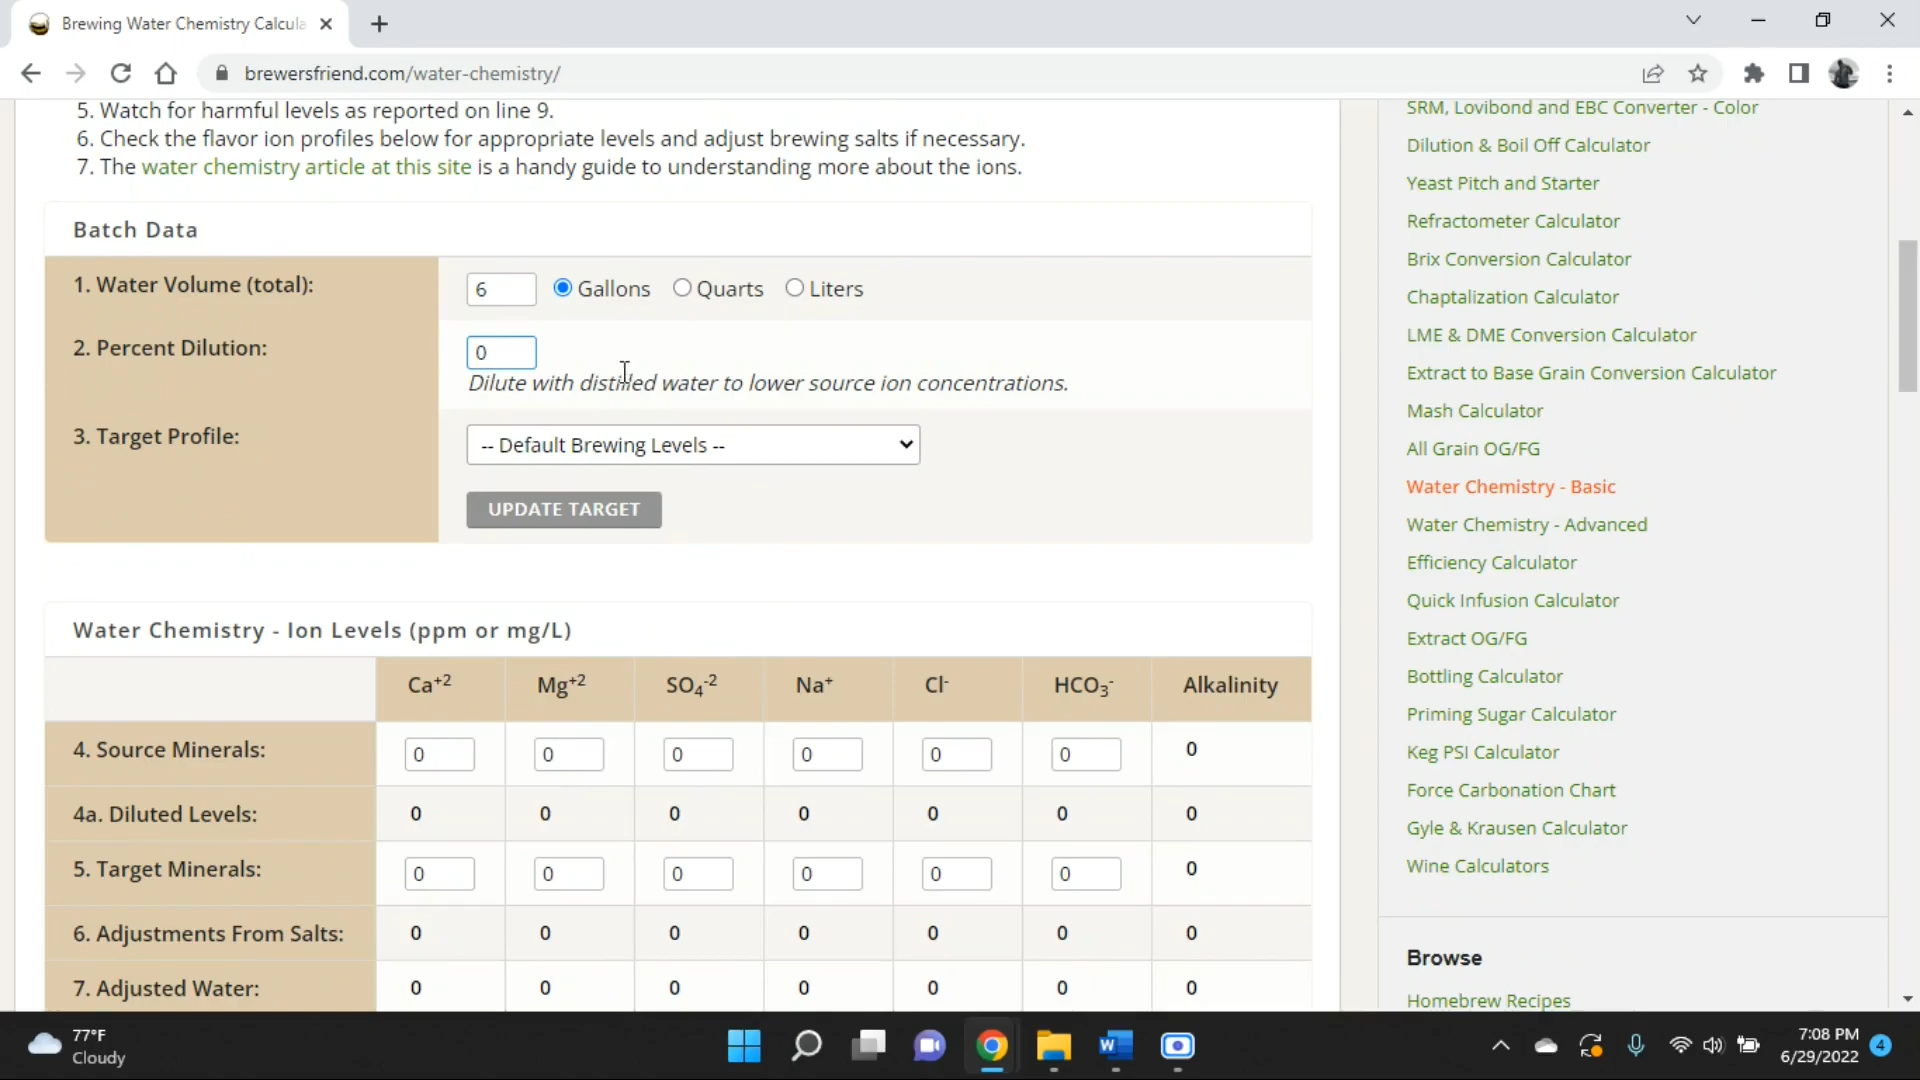 Brewing Water Chemistry Calcula
brewersfriend.com/water-chemistry/
5. Watch for harmful levels as reported on line 9.
6. Check the flavor ion profiles below for appropriate levels and adjust brewing salts if necessary.
7. The water chemistry article at this site is a handy guide to understanding more about the ions.
Batch Data
1. Water Volume (total): 6 Gallons Quarts Liters
2. Percent Dilution: 0
Dilute with distilled water to lower source ion concentrations.
3. Target Profile: -- Default Brewing Levels --
UPDATE TARGET
Water Chemistry - Ion Levels (ppm or mg/L)
Ca+2 Mg+2 SO4-2 Na+ Cl- HCO3- Alkalinity
4. Source Minerals: 0 0 0 0 0 0 0
4a. Diluted Levels: 0 0 0 0 0 0 0
5. Target Minerals: 0 0 0 0 0 0 0
6. Adjustments From Salts: 0 0 0 0 0 0 0
7. Adjusted Water: 0 0 0 0 0 0 0
SRM, Lovibond and EBC Converter - Color
Dilution & Boil Off Calculator
Yeast Pitch and Starter
Refractometer Calculator
Brix Conversion Calculator
Chaptalization Calculator
LME & DME Conversion Calculator
Extract to Base Grain Conversion Calculator
Mash Calculator
All Grain OG/FG
Water Chemistry - Basic
Water Chemistry - Advanced
Efficiency Calculator
Quick Infusion Calculator
Extract OG/FG
Bottling Calculator
Priming Sugar Calculator
Keg PSI Calculator
Force Carbonation Chart
Gyle & Krausen Calculator
Wine Calculators
Browse
Homebrew Recipes
77°F
Cloudy
W
7:08 PM
6/29/2022
4